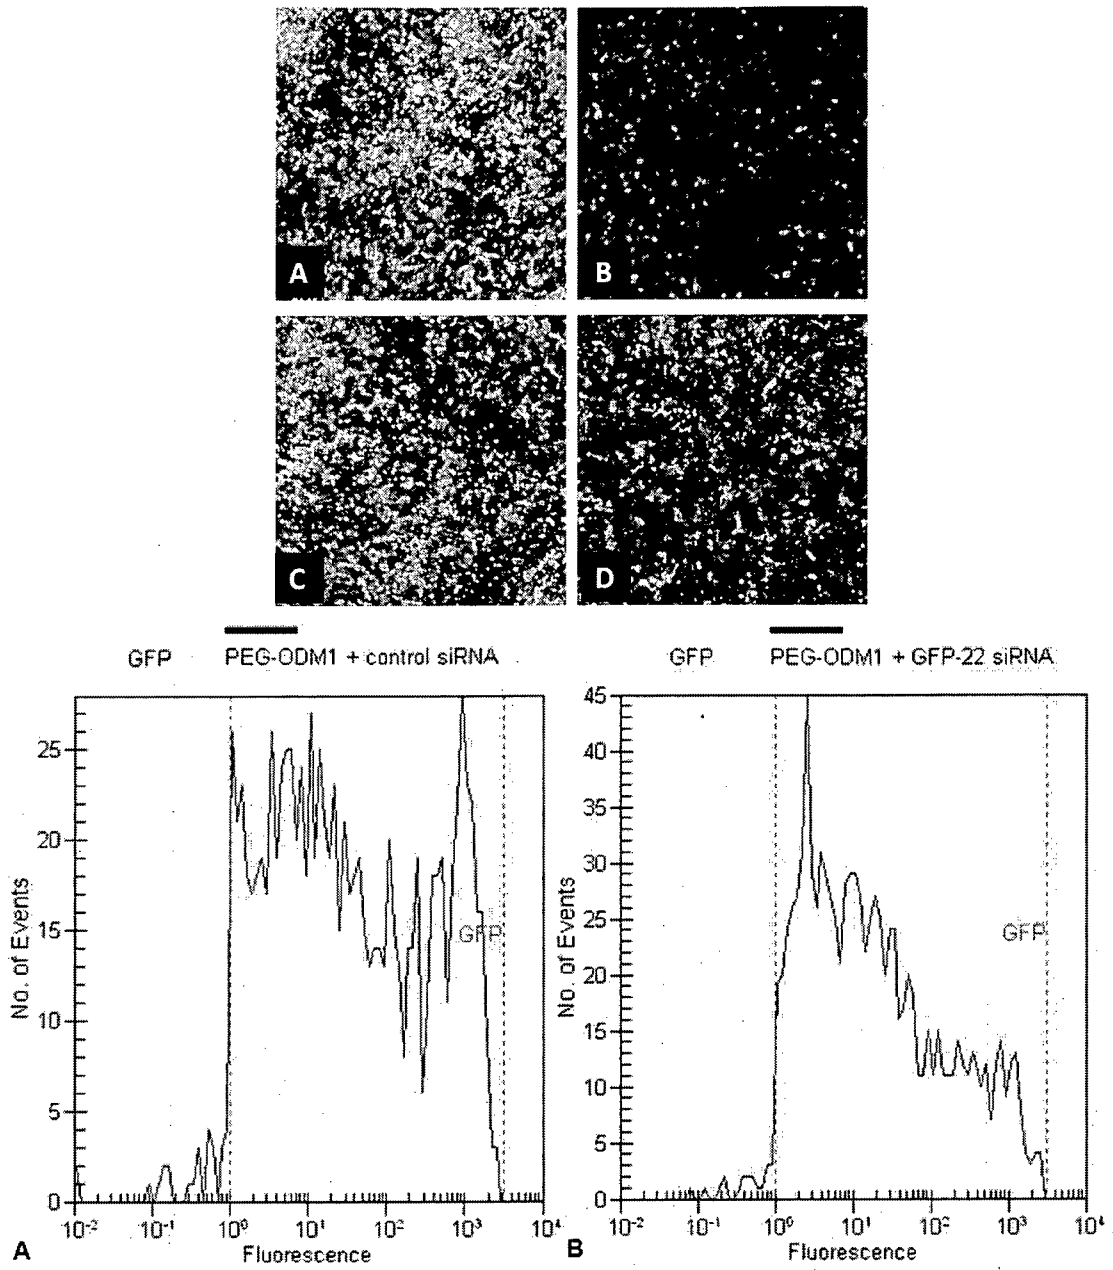 A
B
C
D
GFP PEG-ODM1 + control siRNA
GFP PEG-ODM1 + GFP-22 siRNA
No. of Events
25
20
15
10
5
0
GFP
10⁻² 10⁻¹ 10⁰ 10¹ 10² 10³ 10⁴
Fluorescence
A
No. of Events
45
40
35
30
25
20
15
10
5
0
GFP
10⁻² 10⁻¹ 10⁰ 10¹ 10² 10³ 10⁴
Fluorescence
B